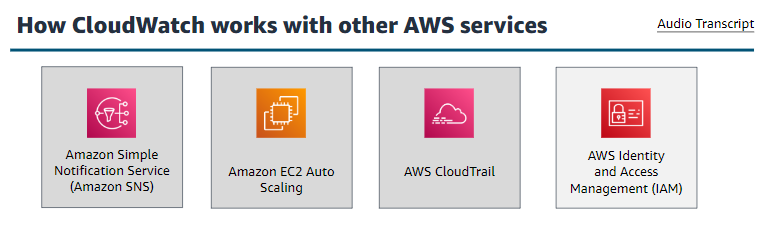 How CloudWatch works with other AWS services
Audio Transcript
Amazon Simple
Notification Service
(Amazon SNS)
Amazon EC2 Auto
Scaling
AWS CloudTrail
AWS Identity
and Access
Management (IAM)